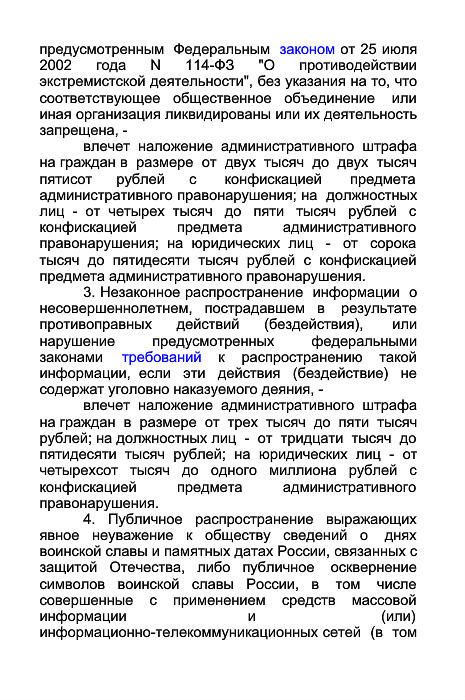 предусмотренным Федеральным законом от 25 июля
2002 года N 114-ФЗ "О противодействии
экстремистской деятельности", без указания на то, что
соответствующее общественное объединение или
иная организация ликвидированы или их деятельность
запрещена, -
влечет наложение административного штрафа
на граждан в размере от двух тысяч до двух тысяч
пятисот рублей с конфискацией предмета
административного правонарушения; на должностных
лиц - от четырех тысяч до пяти тысяч рублей с
конфискацией предмета административного
правонарушения; на юридических лиц - от сорока
тысяч до пятидесяти тысяч рублей с конфискацией
предмета административного правонарушения.
3. Незаконное распространение информации о
несовершеннолетнем, пострадавшем в результате
противоправных действий (бездействия), или
нарушение предусмотренных федеральными
законами требований к распространению такой
информации, если эти действия (бездействие) не
содержат уголовно наказуемого деяния, -
влечет наложение административного штрафа
на граждан в размере от трех тысяч до пяти тысяч
рублей; на должностных лиц - от тридцати тысяч до
пятидесяти тысяч рублей; на юридических лиц - от
четырехсот тысяч до одного миллиона рублей с
конфискацией предмета административного
правонарушения.
4. Публичное распространение выражающих
явное неуважение к обществу сведений о днях
воинской славы и памятных датах России, связанных с
защитой Отечества, либо публичное осквернение
символов воинской славы России, в том числе
совершенные с применением средств массовой
информации и (или)
информационно-телекоммуникационных сетей (в том